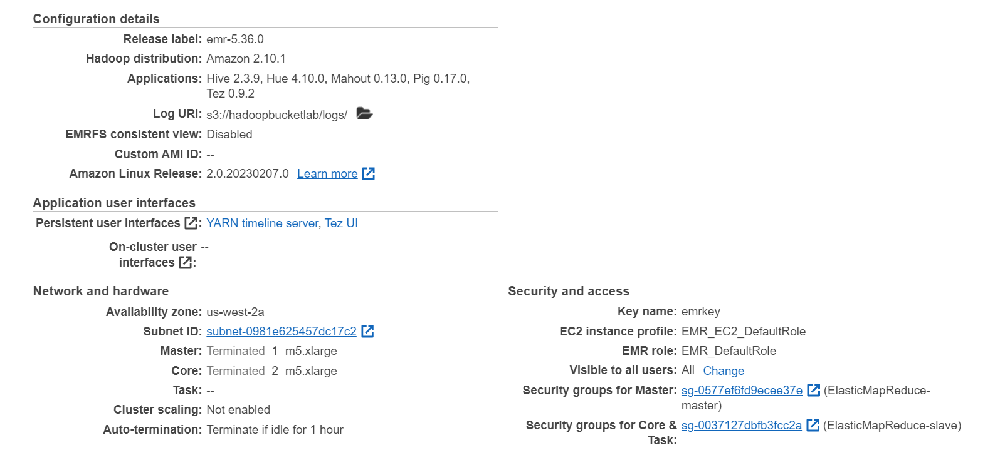 Configuration details
Release label: emr-5.36.0
Hadoop distribution: Amazon 2.10.1
Applications: Hive 2.3.9, Hue 4.10.0, Mahout 0.13.0, Pig 0.17.0,
Tez 0.9.2
Log URI: s3://hadoopbucketlab/logs/
EMRFS consistent view: Disabled
Custom AMI ID: --
Amazon Linux Release: 2.0.20230207.0 Learn more
Application user interfaces
Persistent user interfaces : YARN timeline server, Tez UI
On-cluster user --
interfaces :
Network and hardware
Availability zone: us-west-2a
Subnet ID: subnet-0981e625457dc17c2
Master: Terminated 1 m5.xlarge
Core: Terminated 2 m5.xlarge
Task: --
Cluster scaling: Not enabled
Auto-termination: Terminate if idle for 1 hour
Security and access
Key name: emrkey
EC2 instance profile: EMR_EC2_DefaultRole
EMR role: EMR_DefaultRole
Visible to all users: All Change
Security groups for Master: sg-0577ef6fd9ecee37e (ElasticMapReduce-
master)
Security groups for Core & sg-0037127dbfb3fcc2a (ElasticMapReduce-slave)
Task: